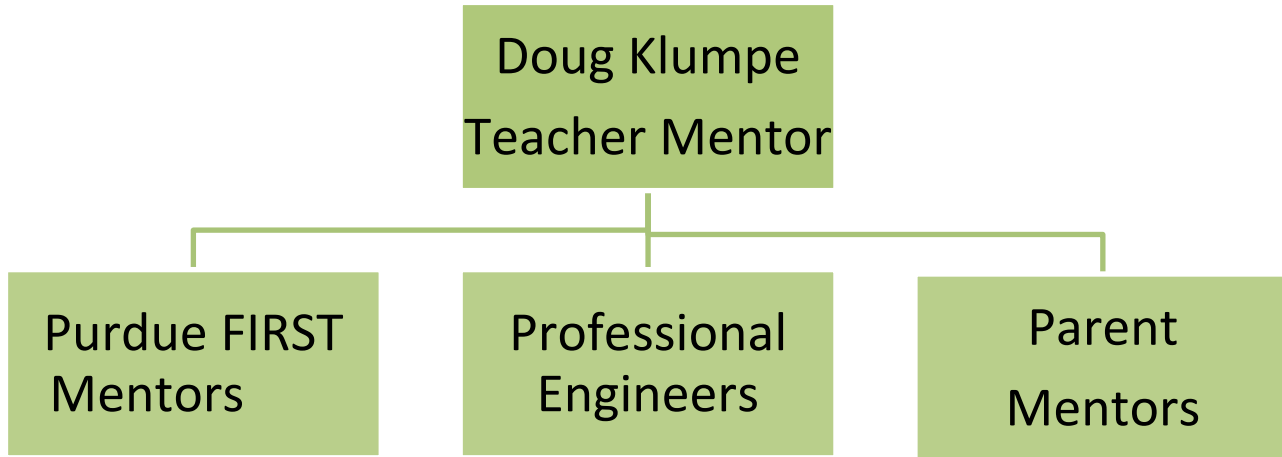 Doug Klumpe
Teacher Mentor
Purdue FIRST
Mentors
Professional
Engineers
Parent
Mentors